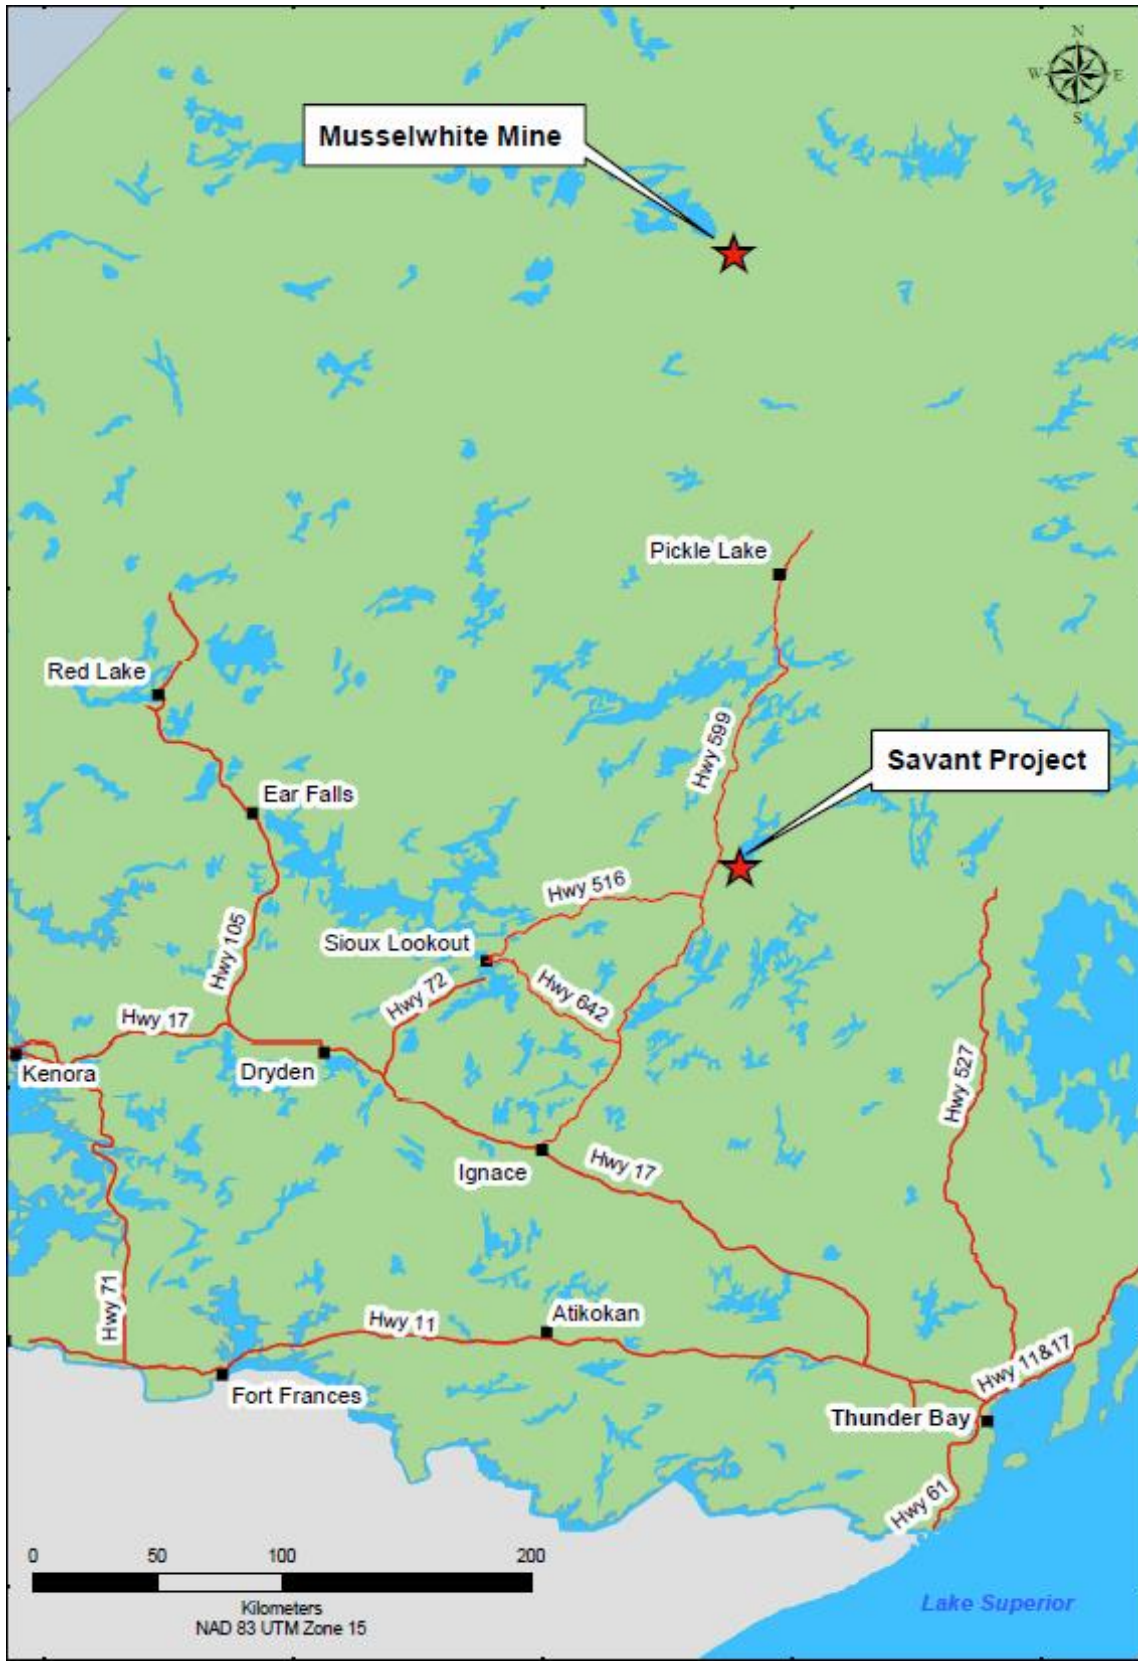 N
W E
S
Musselwhite Mine
Pickle Lake
Red Lake
Hwy 599
Savant Project
Ear Falls
Hwy 516
Hwy 105
Sioux Lookout
Hwy 72
Hwy 642
Hwy 17
Kenora
Dryden
Hwy 527
Ignace
Hwy 17
Hwy 71
Hwy 11
Atikokan
Hwy 11&17
Fort Frances
Thunder Bay
Hwy 61
0 50 100 200
Kilometers
NAD 83 UTM Zone 15
Lake Superior